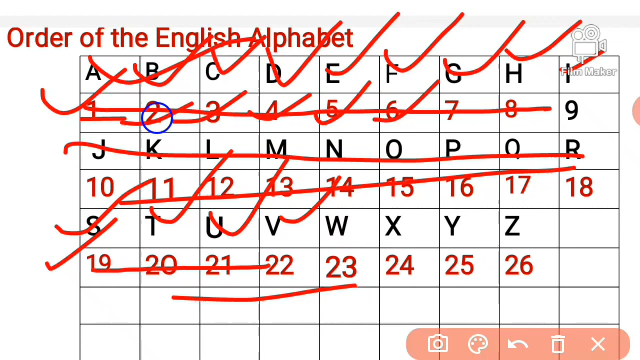 Order of the English Alphabet
A B C D E F G H I
1 2 3 4 5 6 7 8 9
J K L M N O P Q R
10 11 12 13 14 15 16 17 18
S T U V W X Y Z
19 20 21 22 23 24 25 26
Film Maker